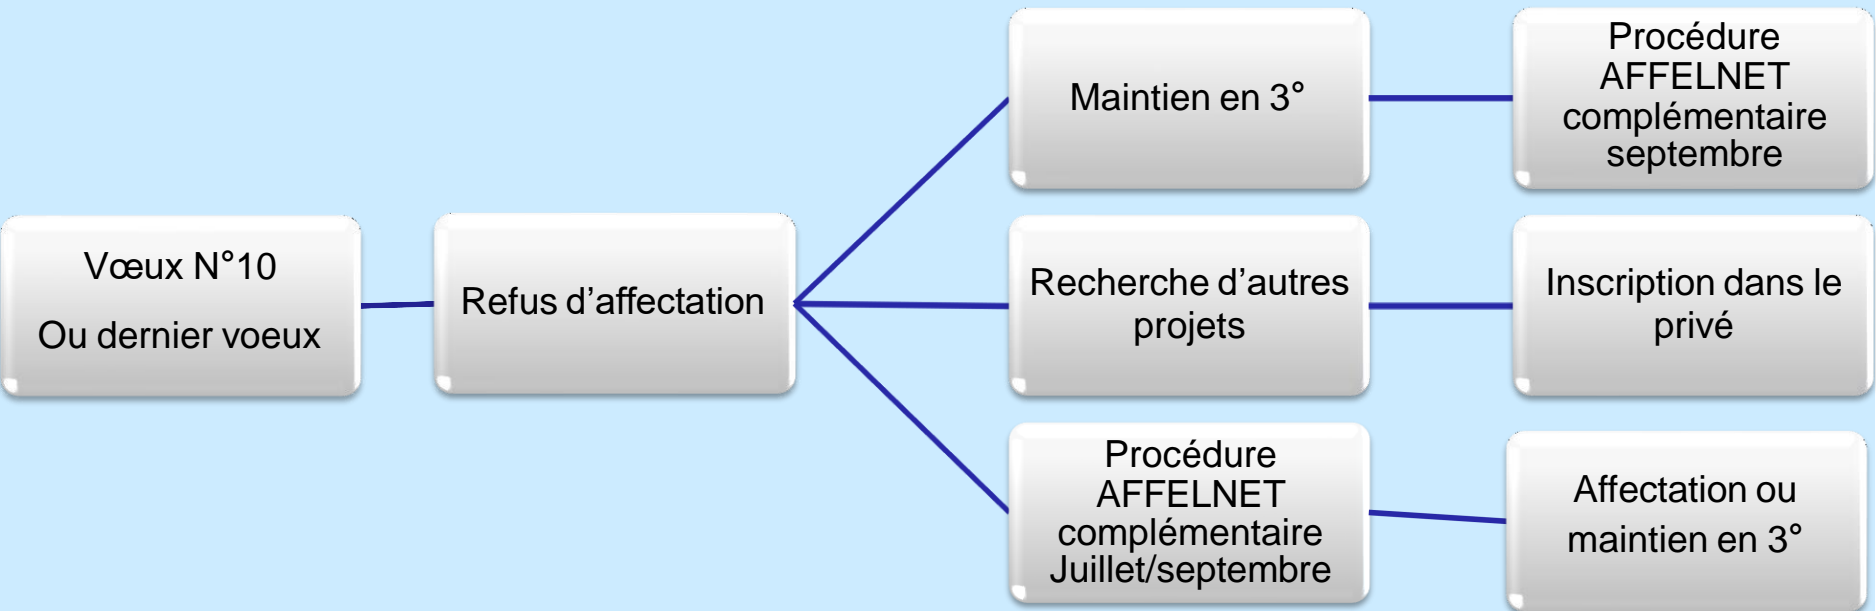 Vœux N°10
Ou dernier voeux
Refus d'affectation
Maintien en 3°
Procédure
AFFELNET
complémentaire
septembre
Recherche d'autres
projets
Inscription dans le
privé
Procédure
AFFELNET
complémentaire
Juillet/septembre
Affectation ou
maintien en 3°